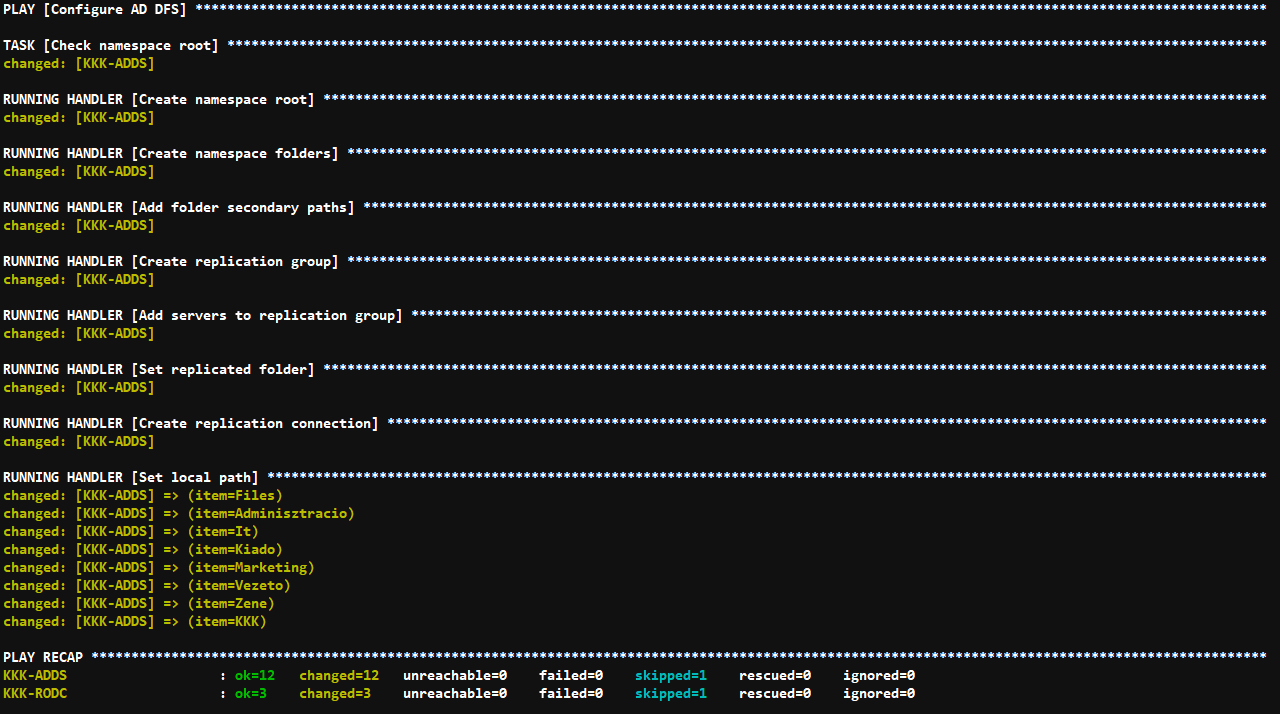 PLAY [Configure AD DFS] **************************************************************************************************************************************
TASK [Check namespace root] **********************************************************************************************************************************
changed: [KKK-ADDS]
RUNNING HANDLER [Create namespace root] **********************************************************************************************************************
changed: [KKK-ADDS]
RUNNING HANDLER [Create namespace folders] *******************************************************************************************************************
changed: [KKK-ADDS]
RUNNING HANDLER [Add folder secondary paths] *****************************************************************************************************************
changed: [KKK-ADDS]
RUNNING HANDLER [Create replication group] *******************************************************************************************************************
changed: [KKK-ADDS]
RUNNING HANDLER [Add servers to replication group] ***********************************************************************************************************
changed: [KKK-ADDS]
RUNNING HANDLER [Set replicated folder] **********************************************************************************************************************
changed: [KKK-ADDS]
RUNNING HANDLER [Create replication connection] **************************************************************************************************************
changed: [KKK-ADDS]
RUNNING HANDLER [Set local path] *****************************************************************************************************************************
changed: [KKK-ADDS] => (item=Files)
changed: [KKK-ADDS] => (item=Adminisztracio)
changed: [KKK-ADDS] => (item=It)
changed: [KKK-ADDS] => (item=Kiado)
changed: [KKK-ADDS] => (item=Marketing)
changed: [KKK-ADDS] => (item=Vezeto)
changed: [KKK-ADDS] => (item=Zene)
changed: [KKK-ADDS] => (item=KKK)
PLAY RECAP ***************************************************************************************************************************************************
KKK-ADDS                   : ok=12   changed=12   unreachable=0    failed=0    skipped=1    rescued=0    ignored=0
KKK-RODC                   : ok=3    changed=3    unreachable=0    failed=0    skipped=1    rescued=0    ignored=0